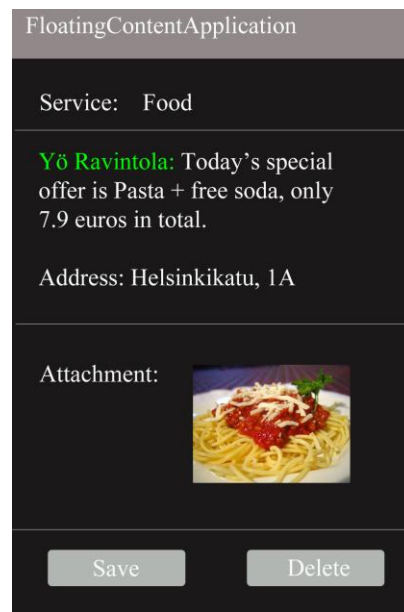 FloatingContentApplication
Service: Food
Yö Ravintola: Today's special
offer is Pasta + free soda, only
7.9 euros in total.
Address: Helsinkikatu, 1A
Attachment:
Save Delete